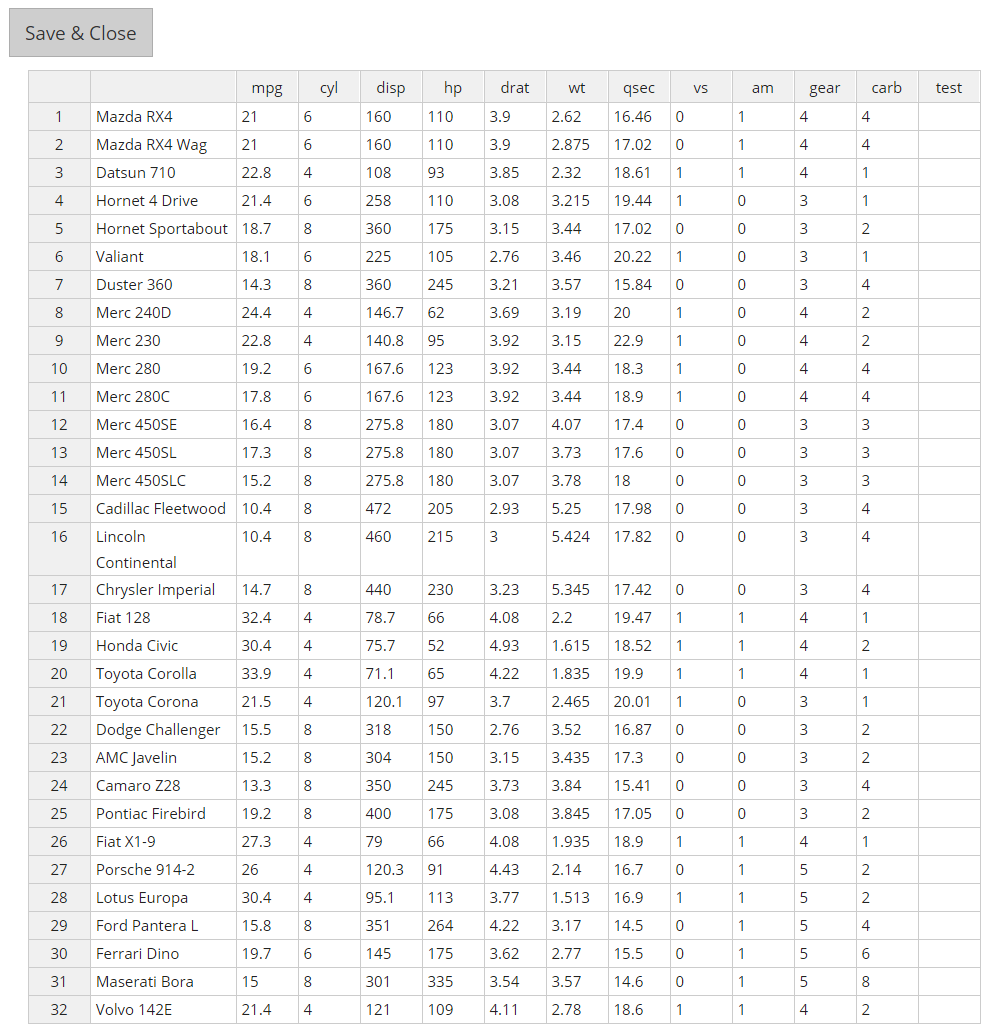 Save & Close
mpg cyl disp hp drat wt qsec vs am gear carb test
1 Mazda RX4 21 6 160 110 3.9 2.62 16.46 0 1 4 4
2 Mazda RX4 Wag 21 6 160 110 3.9 2.875 17.02 0 1 4 4
3 Datsun 710 22.8 4 108 93 3.85 2.32 18.61 1 1 4 1
4 Hornet 4 Drive 21.4 6 258 110 3.08 3.215 19.44 1 0 3 1
5 Hornet Sportabout 18.7 8 360 175 3.15 3.44 17.02 0 0 3 2
6 Valiant 18.1 6 225 105 2.76 3.46 20.22 1 0 3 1
7 Duster 360 14.3 8 360 245 3.21 3.57 15.84 0 0 3 4
8 Merc 240D 24.4 4 146.7 62 3.69 3.19 20 1 0 4 2
9 Merc 230 22.8 4 140.8 95 3.92 3.15 22.9 1 0 4 2
10 Merc 280 19.2 6 167.6 123 3.92 3.44 18.3 1 0 4 4
11 Merc 280C 17.8 6 167.6 123 3.92 3.44 18.9 1 0 4 4
12 Merc 450SE 16.4 8 275.8 180 3.07 4.07 17.4 0 0 3 3
13 Merc 450SL 17.3 8 275.8 180 3.07 3.73 17.6 0 0 3 3
14 Merc 450SLC 15.2 8 275.8 180 3.07 3.78 18 0 0 3 3
15 Cadillac Fleetwood 10.4 8 472 205 2.93 5.25 17.98 0 0 3 4
16 Lincoln 10.4 8 460 215 3 5.424 17.82 0 0 3 4
Continental
17 Chrysler Imperial 14.7 8 440 230 3.23 5.345 17.42 0 0 3 4
18 Fiat 128 32.4 4 78.7 66 4.08 2.2 19.47 1 1 4 1
19 Honda Civic 30.4 4 75.7 52 4.93 1.615 18.52 1 1 4 2
20 Toyota Corolla 33.9 4 71.1 65 4.22 1.835 19.9 1 1 4 1
21 Toyota Corona 21.5 4 120.1 97 3.7 2.465 20.01 1 0 3 1
22 Dodge Challenger 15.5 8 318 150 2.76 3.52 16.87 0 0 3 2
23 AMC Javelin 15.2 8 304 150 3.15 3.435 17.3 0 0 3 2
24 Camaro Z28 13.3 8 350 245 3.73 3.84 15.41 0 0 3 4
25 Pontiac Firebird 19.2 8 400 175 3.08 3.845 17.05 0 0 3 2
26 Fiat X1-9 27.3 4 79 66 4.08 1.935 18.9 1 1 4 1
27 Porsche 914-2 26 4 120.3 91 4.43 2.14 16.7 0 1 5 2
28 Lotus Europa 30.4 4 95.1 113 3.77 1.513 16.9 1 1 5 2
29 Ford Pantera L 15.8 8 351 264 4.22 3.17 14.5 0 1 5 4
30 Ferrari Dino 19.7 6 145 175 3.62 2.77 15.5 0 1 5 6
31 Maserati Bora 15 8 301 335 3.54 3.57 14.6 0 1 5 8
32 Volvo 142E 21.4 4 121 109 4.11 2.78 18.6 1 1 4 2